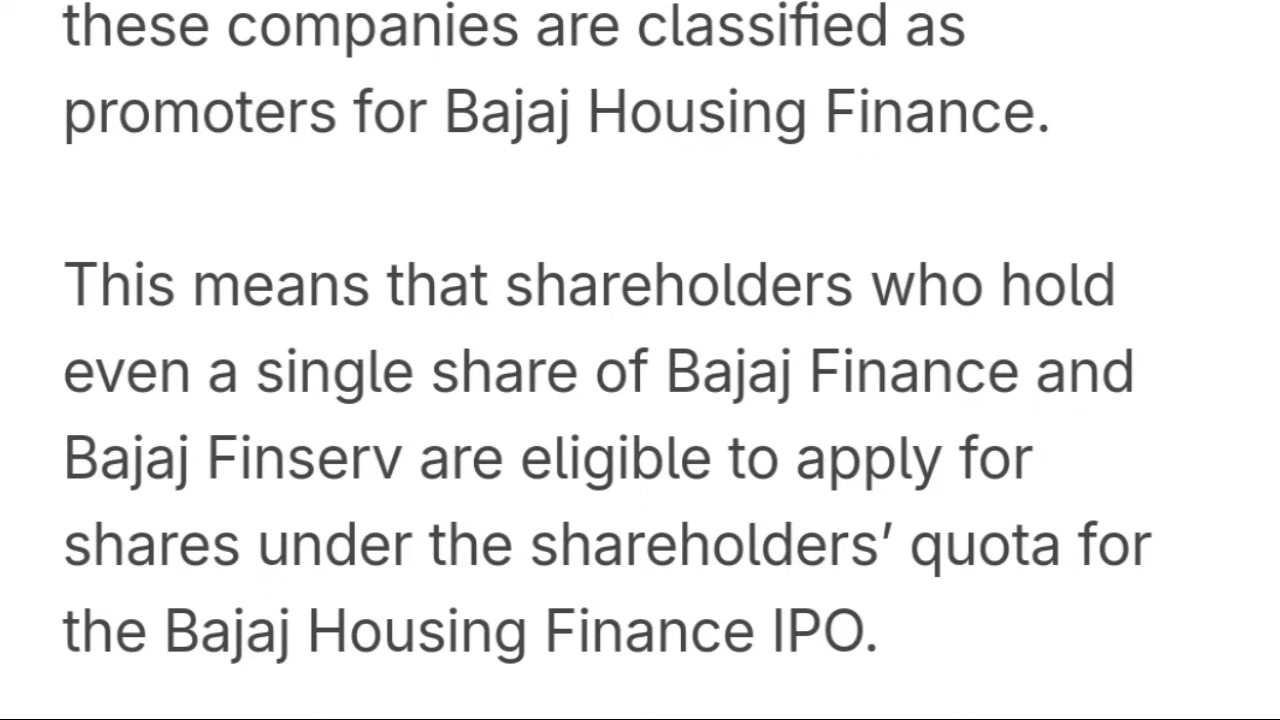 these companies are classified as
promoters for Bajaj Housing Finance.
This means that shareholders who hold
even a single share of Bajaj Finance and
Bajaj Finserv are eligible to apply for
shares under the shareholders’ quota for
the Bajaj Housing Finance IPO.